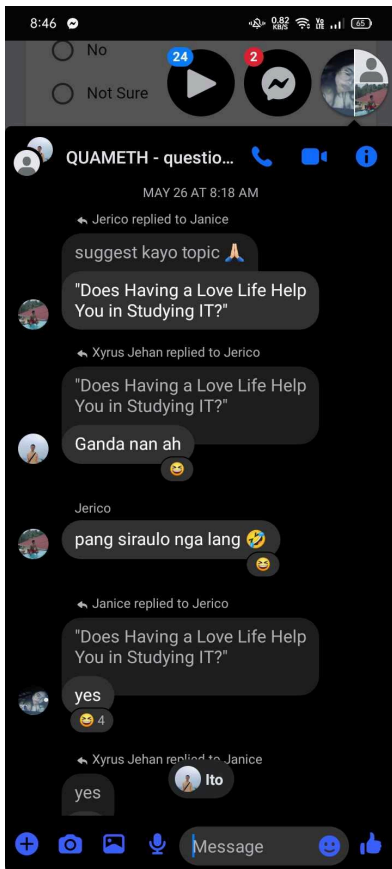 8:46
0.82 KB/S
65
No
24
2
Not Sure
QUAMETH - questio...
MAY 26 AT 8:18 AM
Jerico replied to Janice
suggest kayo topic 🙏🏻
"Does Having a Love Life Help
You in Studying IT?"
Xyrus Jehan replied to Jerico
"Does Having a Love Life Help
You in Studying IT?"
Ganda nan ah
😆
Jerico
pang siraulo nga lang 🤣
😆
Janice replied to Jerico
"Does Having a Love Life Help
You in Studying IT?"
yes
😆 4
Xyrus Jehan replied to Janice
Ito
yes
Message